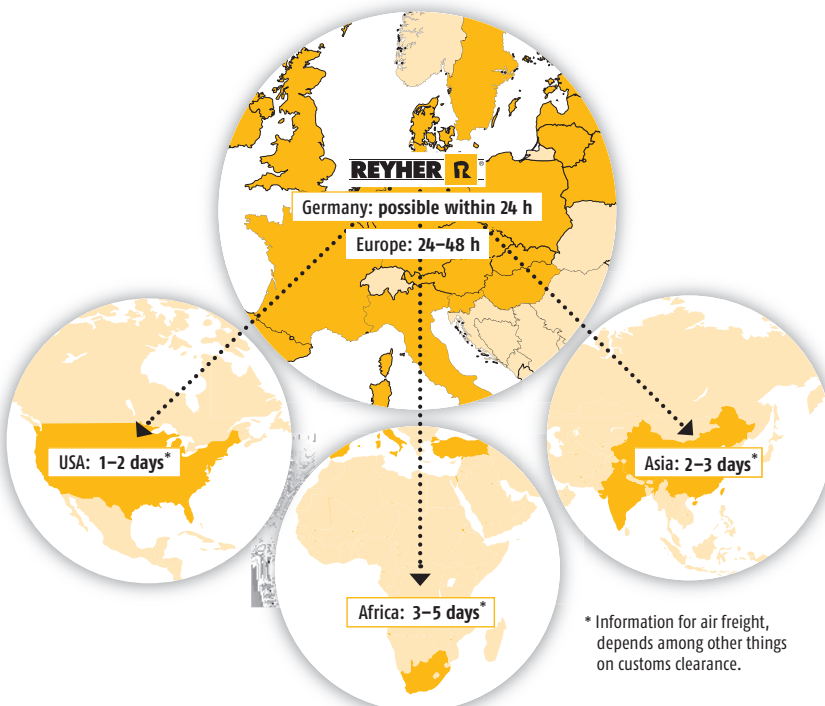 REYHER ®
Germany: possible within 24 h
Europe: 24–48 h
USA: 1–2 days*
Asia: 2–3 days*
Africa: 3–5 days*
* Information for air freight,
depends among other things
on customs clearance.